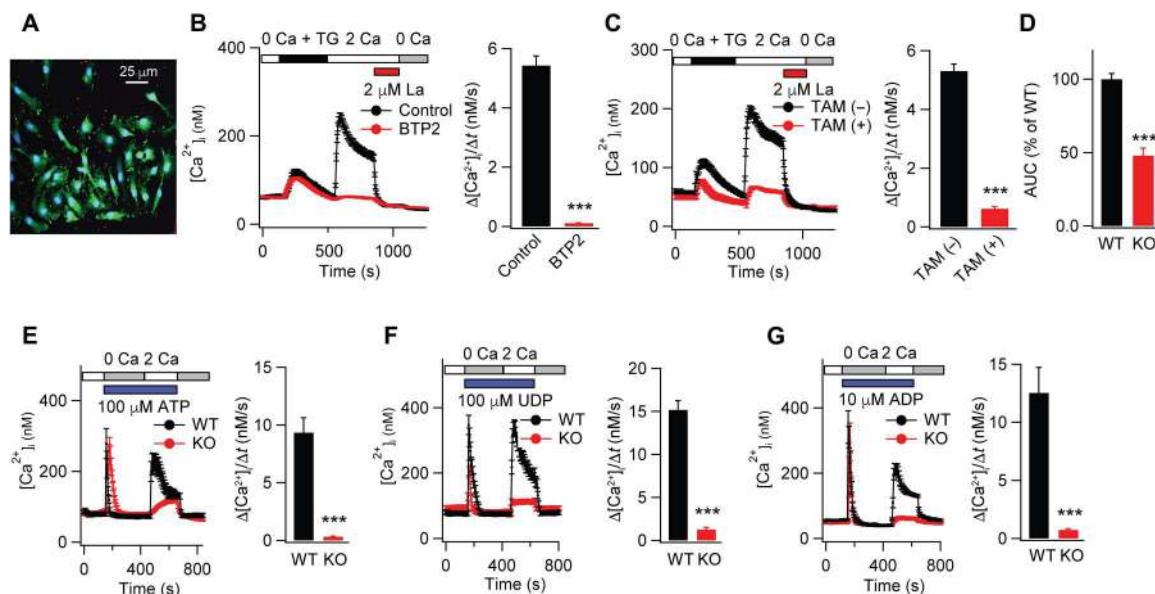 A
25 μm
B
0 Ca + TG 2 Ca 0 Ca
2 μM La
Control
BTP2
[Ca²⁺]ᵢ (nM)
400
200
0
0 500 1000
Time (s)
Δ[Ca²⁺]ᵢ/Δt (nM/s)
6
4
2
0
***
Control
BTP2
C
0 Ca + TG 2 Ca 0 Ca
2 μM La
TAM (–)
TAM (+)
[Ca²⁺]ᵢ (nM)
300
200
100
50
0
0 500 1000
Time (s)
Δ[Ca²⁺]ᵢ/Δt (nM/s)
6
4
2
0
***
TAM (-)
TAM (+)
D
AUC (% of WT)
100
50
0.0
***
WT KO
E
0 Ca 2 Ca
100 μM ATP
WT
KO
[Ca²⁺]ᵢ (nM)
400
200
0
0 400 800
Time (s)
Δ[Ca²⁺]ᵢ/Δt (nM/s)
15
10
5
0
***
WT KO
F
0 Ca 2 Ca
100 μM UDP
WT
KO
[Ca²⁺]ᵢ (nM)
400
200
0
0 400 800
Time (s)
Δ[Ca²⁺]ᵢ/Δt (nM/s)
20
15
10
5
0
***
WT KO
G
0 Ca 2 Ca
10 μM ADP
WT
KO
[Ca²⁺]ᵢ (nM)
400
200
0
0 400 800
Time (s)
Δ[Ca²⁺]ᵢ/Δt (nM/s)
15
10
5
0
***
WT KO